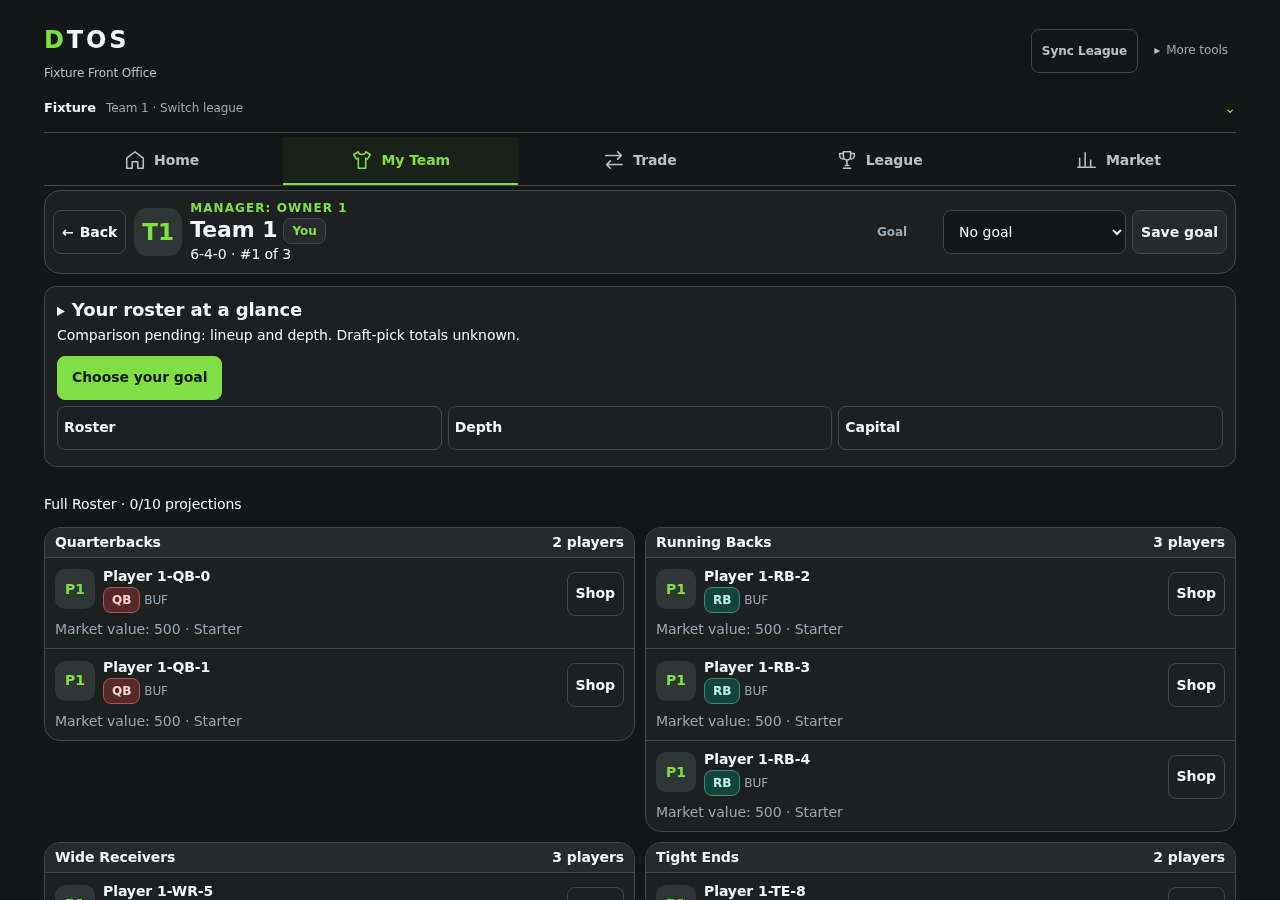 DTOS
Fixture Front Office
Sync League
▸ More tools
Fixture Team 1 · Switch league
Home
My Team
Trade
League
Market
← Back
T1
MANAGER: OWNER 1
Team 1 You
6-4-0 · #1 of 3
Goal
No goal
Save goal
▸ Your roster at a glance
Comparison pending: lineup and depth. Draft-pick totals unknown.
Choose your goal
Roster
Depth
Capital
Full Roster · 0/10 projections
Quarterbacks 2 players
P1
Player 1-QB-0
QB BUF
Shop
Market value: 500 · Starter
P1
Player 1-QB-1
QB BUF
Shop
Market value: 500 · Starter
Running Backs 3 players
P1
Player 1-RB-2
RB BUF
Shop
Market value: 500 · Starter
P1
Player 1-RB-3
RB BUF
Shop
Market value: 500 · Starter
P1
Player 1-RB-4
RB BUF
Shop
Market value: 500 · Starter
Wide Receivers 3 players
Player 1-WR-5
Tight Ends 2 players
Player 1-TE-8